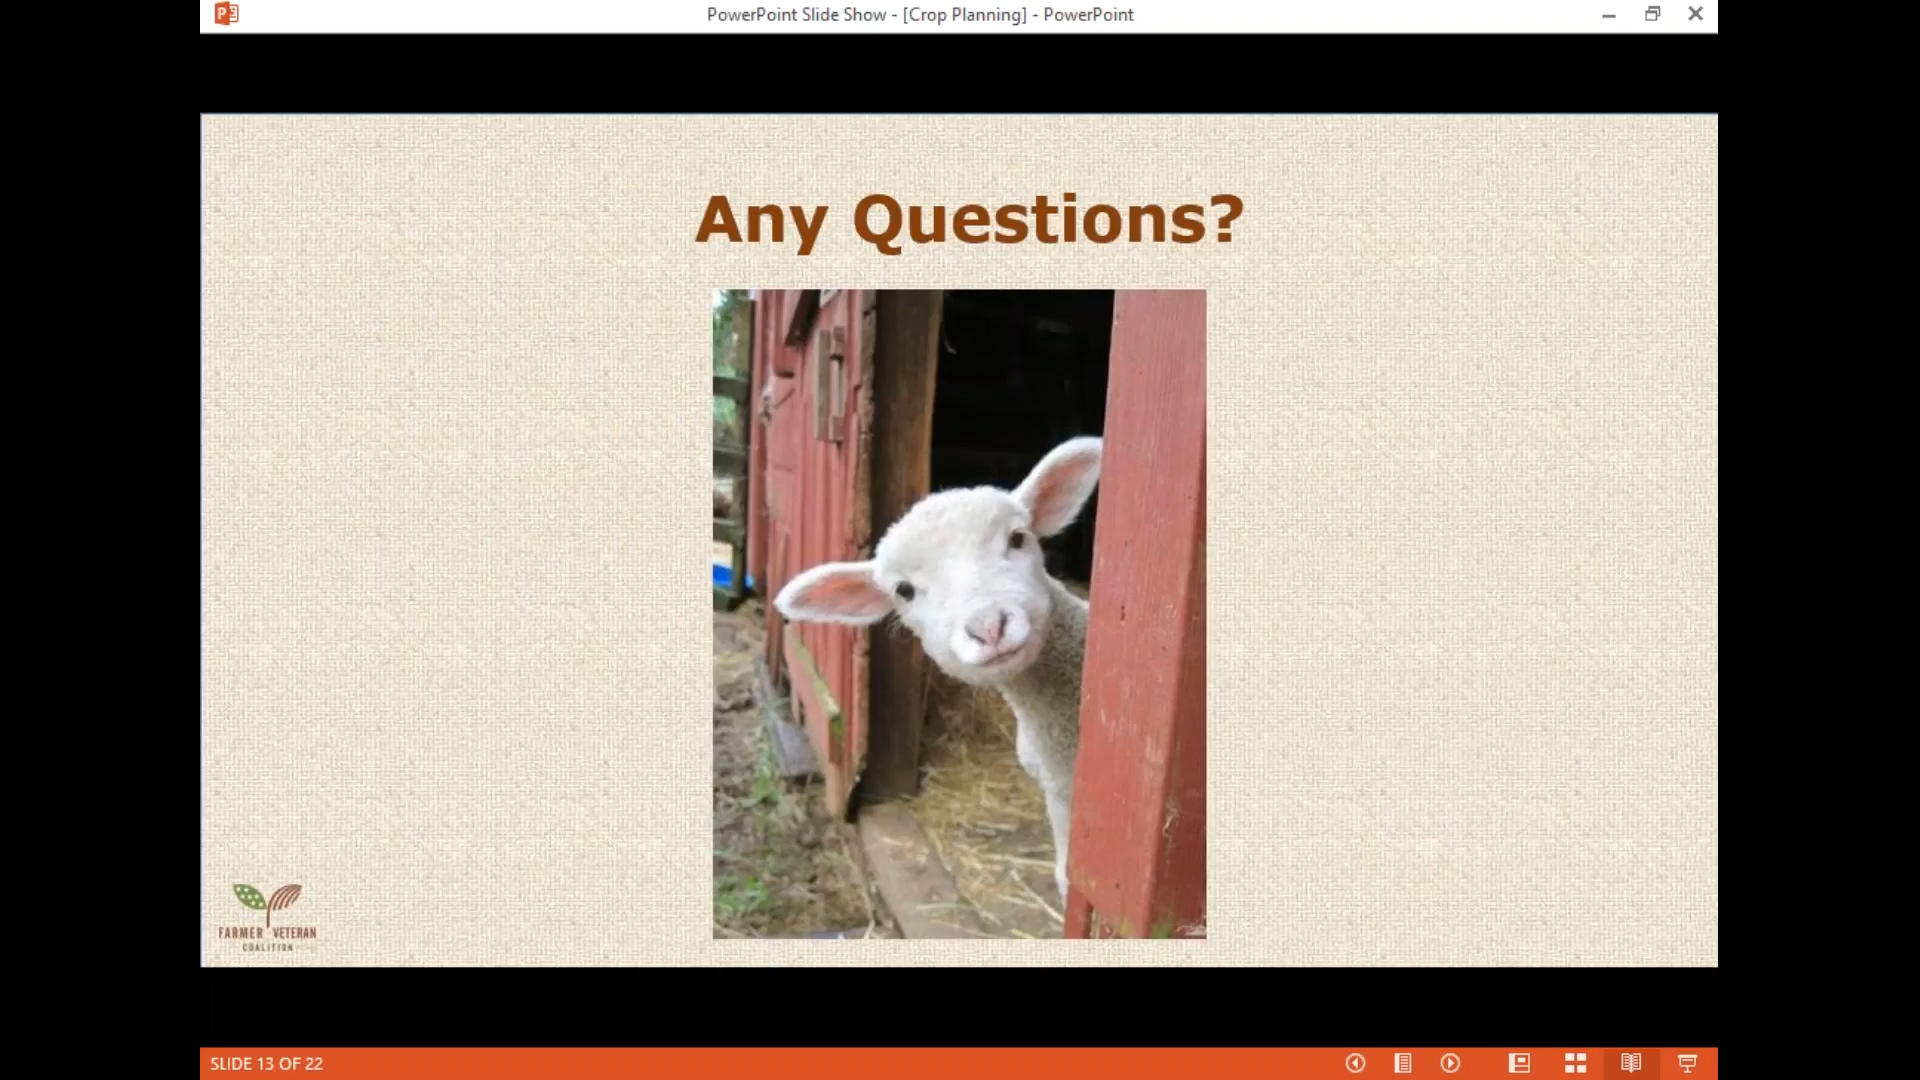 PowerPoint Slide Show - [Crop Planning] - PowerPoint
Any Questions?
FARMER VETERAN
COALITION
SLIDE 13 OF 22